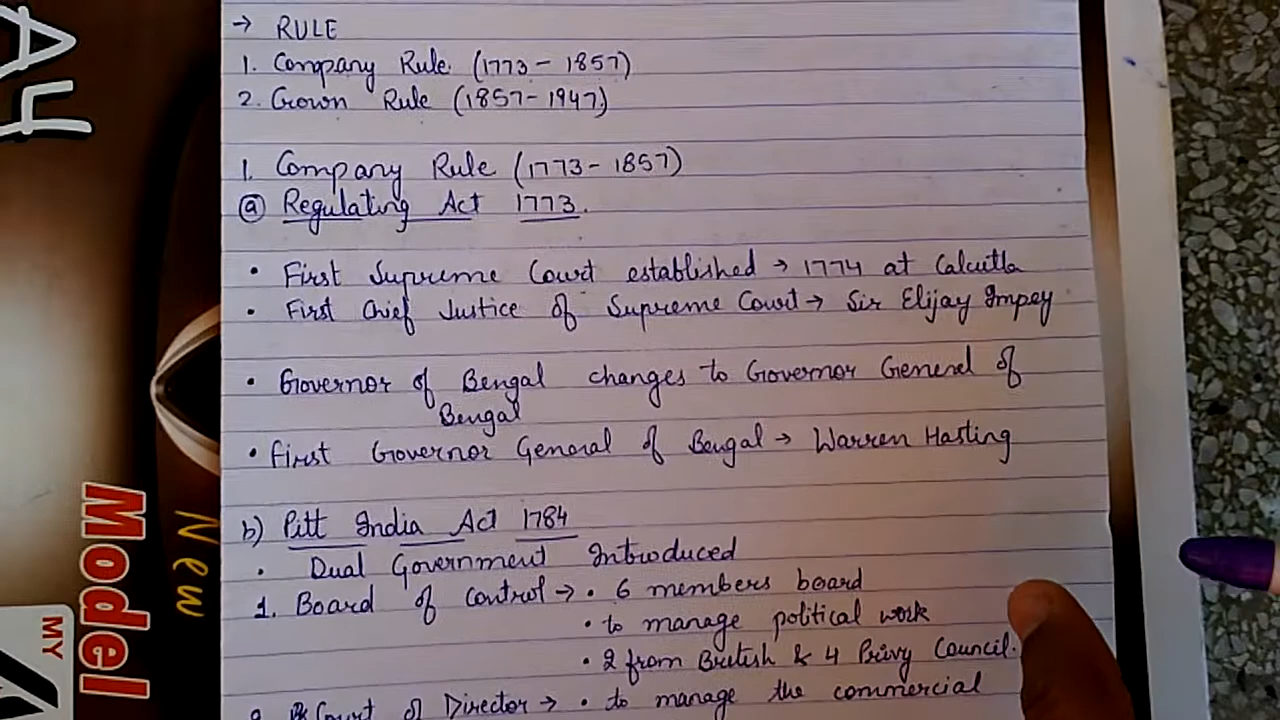 → RULE
1. Company Rule (1773 - 1857)
2. Crown Rule (1857-1947)
1. Company Rule (1773-1857)
ⓐ Regulating Act 1773.
• First Supreme Court established → 1774 at Calcutta
• First Chief Justice of Supreme Court → Sir Elijay Impey
• Governor of Bengal changes to Governor General of
Bengal
• First Governor General of Bengal → Warren Hasting
b) Pitt India Act 1784
• Dual Government Introduced
1. Board of control → • 6 members board
• to manage political work
• 2 from British & 4 Privy Council.
Court of Director → • to manage the commercial
A4
New
Model
MY